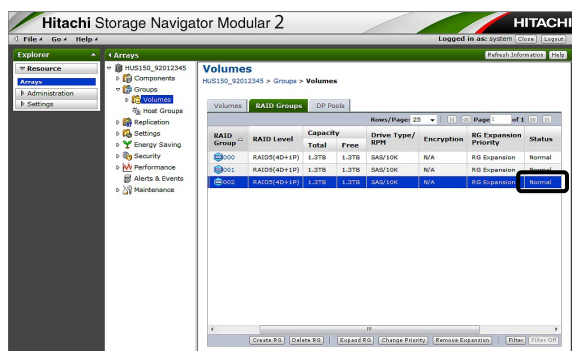 Hitachi Storage Navigator Modular 2
HITACHI
File Go Help
Logged in as: system Close Logout
Explorer
Resource
Arrays
Administration
Settings
Arrays
Refresh Information Help
HUS150_92012345
Components
Groups
Volumes
Host Groups
Replication
Settings
Energy Saving
Security
Performance
Alerts & Events
Maintenance
Volumes
HUS150_92012345 > Groups > Volumes
Volumes RAID Groups DP Pools
Rows/Page: 25 Page 1 of 1
RAID Group RAID Level Capacity Total Free Drive Type/ RPM Encryption RG Expansion Priority Status
000 RAID5(4D+1P) 1.3TB 1.3TB SAS/10K N/A RG Expansion Normal
001 RAID5(4D+1P) 1.3TB 1.3TB SAS/10K N/A RG Expansion Normal
002 RAID5(4D+1P) 1.3TB 1.3TB SAS/10K N/A RG Expansion Normal
Create RG Delete RG Expand RG Change Priority Remove Expansion Filter Filter Off